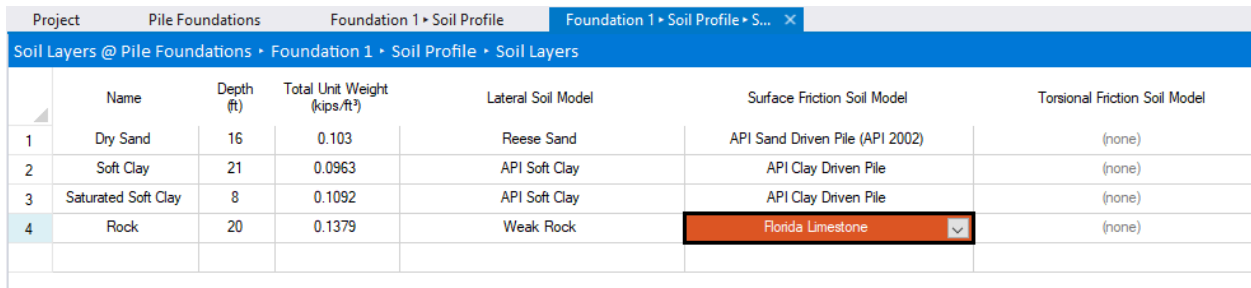 Project Pile Foundations Foundation 1 ▸ Soil Profile Foundation 1 ▸ Soil Profile ▸ S... ×
Soil Layers @ Pile Foundations ▸ Foundation 1 ▸ Soil Profile ▸ Soil Layers
Name Depth (ft) Total Unit Weight (kips/ft³) Lateral Soil Model Surface Friction Soil Model Torsional Friction Soil Model
1 Dry Sand 16 0.103 Reese Sand API Sand Driven Pile (API 2002) (none)
2 Soft Clay 21 0.0963 API Soft Clay API Clay Driven Pile (none)
3 Saturated Soft Clay 8 0.1092 API Soft Clay API Clay Driven Pile (none)
4 Rock 20 0.1379 Weak Rock Florida Limestone (none)